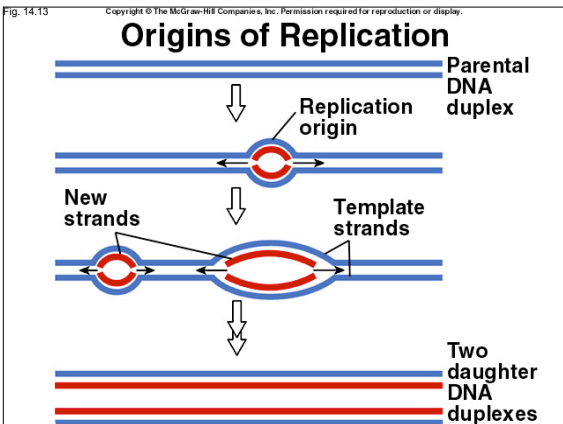 Fig. 14.13
Copyright © The McGraw-Hill Companies, Inc. Permission required for reproduction or display.
Origins of Replication
Parental
DNA
duplex
Replication
origin
New
strands
Template
strands
Two
daughter
DNA
duplexes